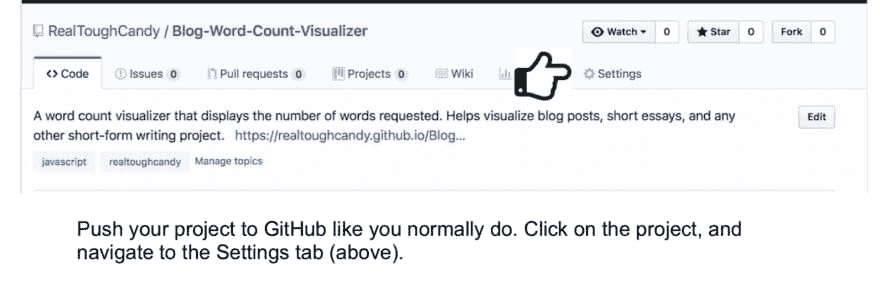 RealToughCandy / Blog-Word-Count-Visualizer
Watch 0 Star 0 Fork 0
Code Issues 0 Pull requests 0 Projects 0 Wiki Settings
A word count visualizer that displays the number of words requested. Helps visualize blog posts, short essays, and any
Edit
other short-form writing project. https://realtoughcandy.github.io/Blog...
javascript realtoughcandy Manage topics
Push your project to GitHub like you normally do. Click on the project, and
navigate to the Settings tab (above).